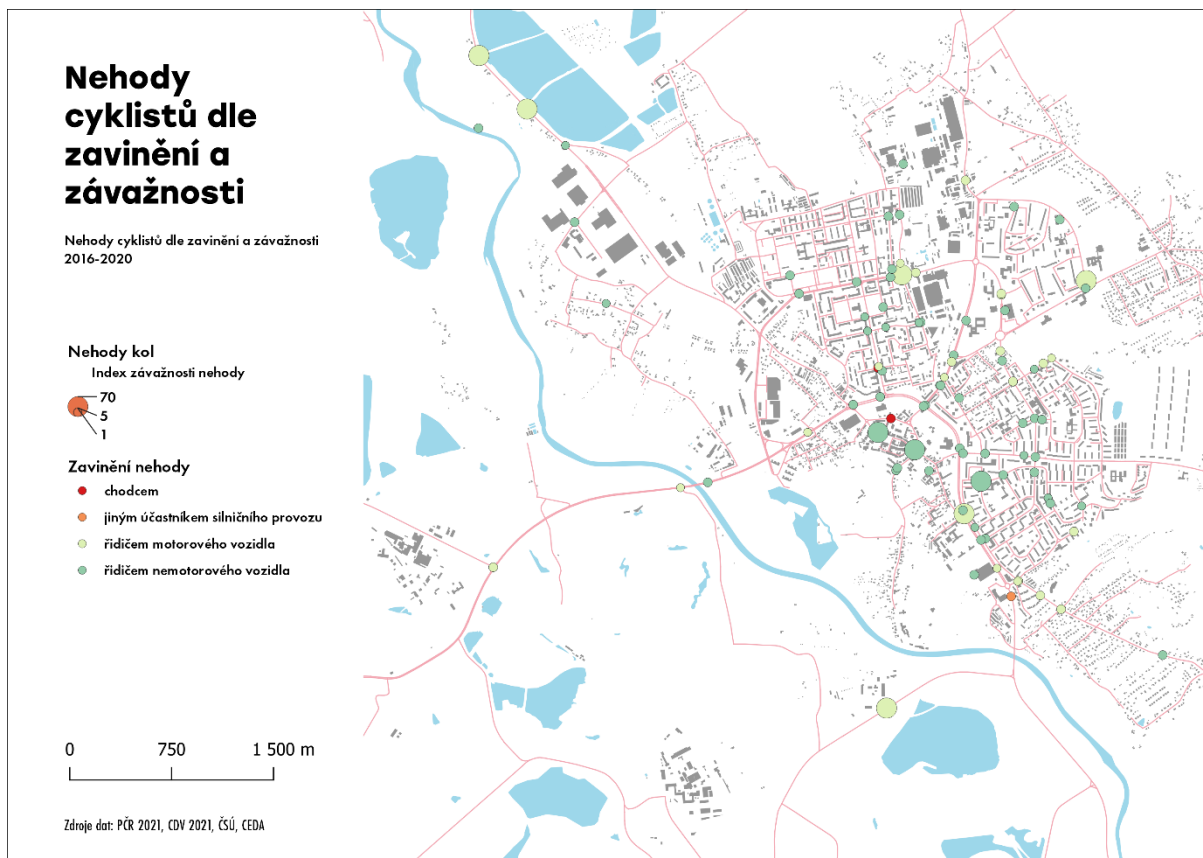 Nehody
cyklistů dle
zavinění a
závažnosti
Nehody cyklistů dle zavinění a závažnosti
2016-2020
Nehody kol
Index závažnosti nehody
70
5
1
Zavinění nehody
chodcem
jiným účastníkem silničního provozu
řidičem motorového vozidla
řidičem nemotorového vozidla
0 750 1 500 m
Zdroje dat: PČR 2021, CDV 2021, ČSÚ, CEDA